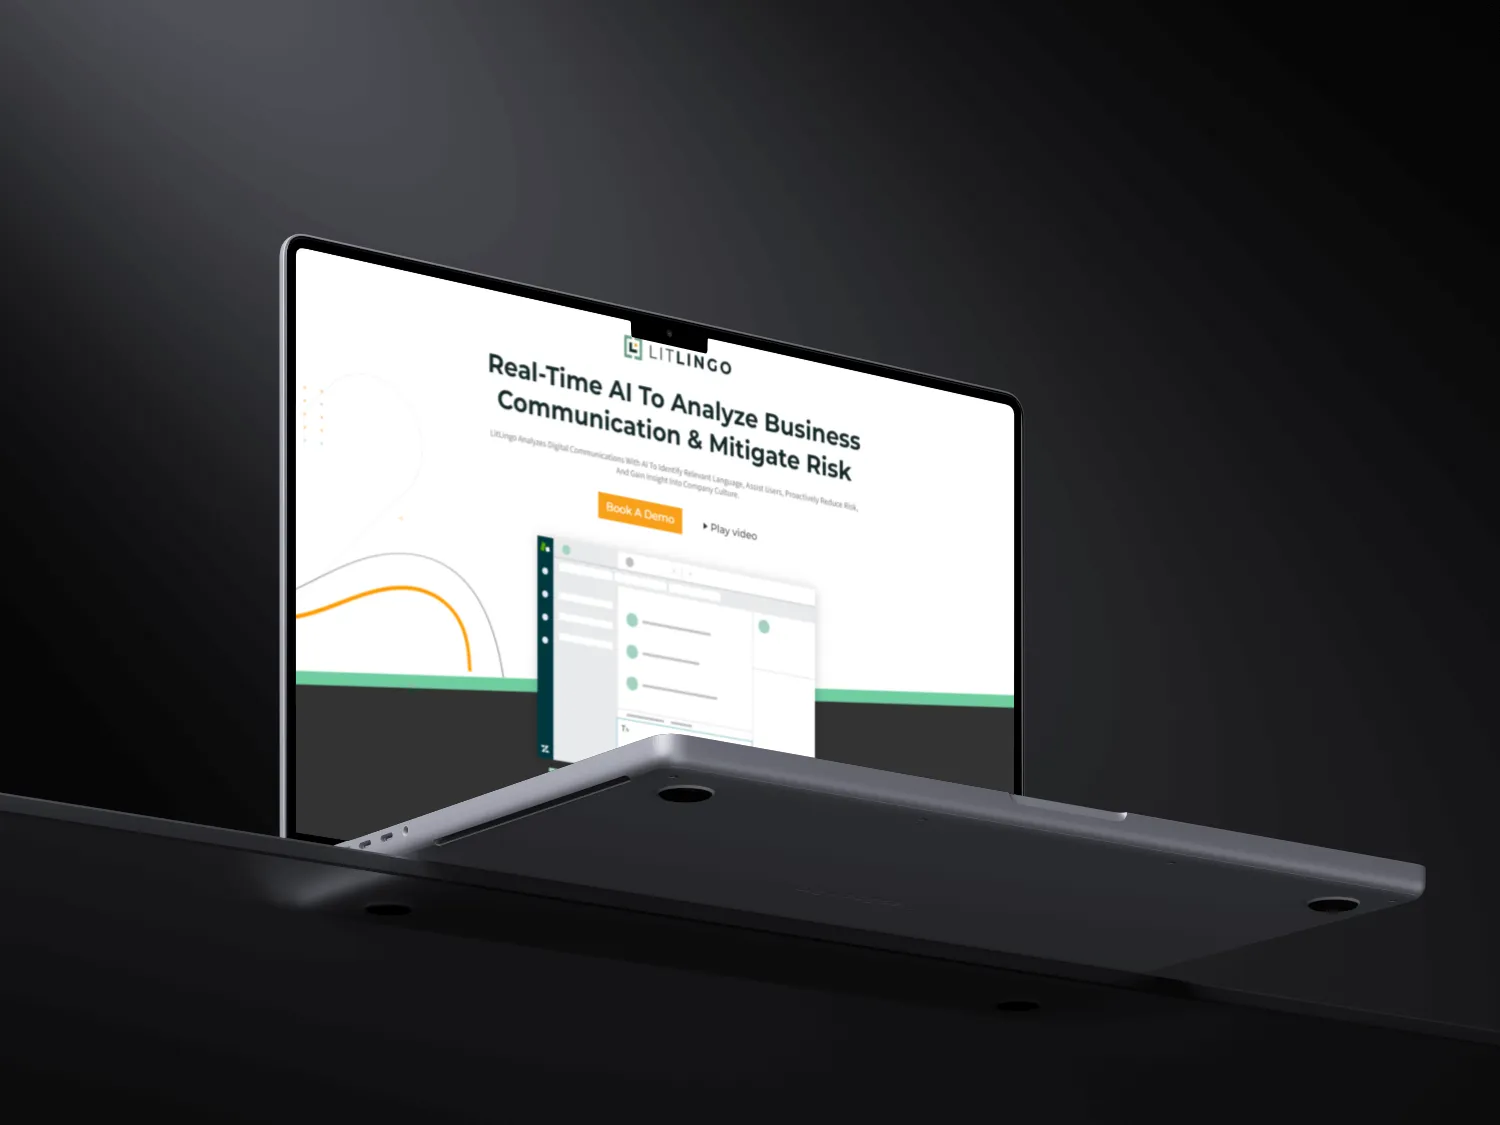 LITLINGO
Real-Time AI To Analyze Business
Communication & Mitigate Risk
LitLingo Analyzes Digital Communications With AI To Identify Relevant Language, Assist Users, Proactively Reduce Risk,
And Gain Insight Into Company Culture.
Book A Demo
Play video